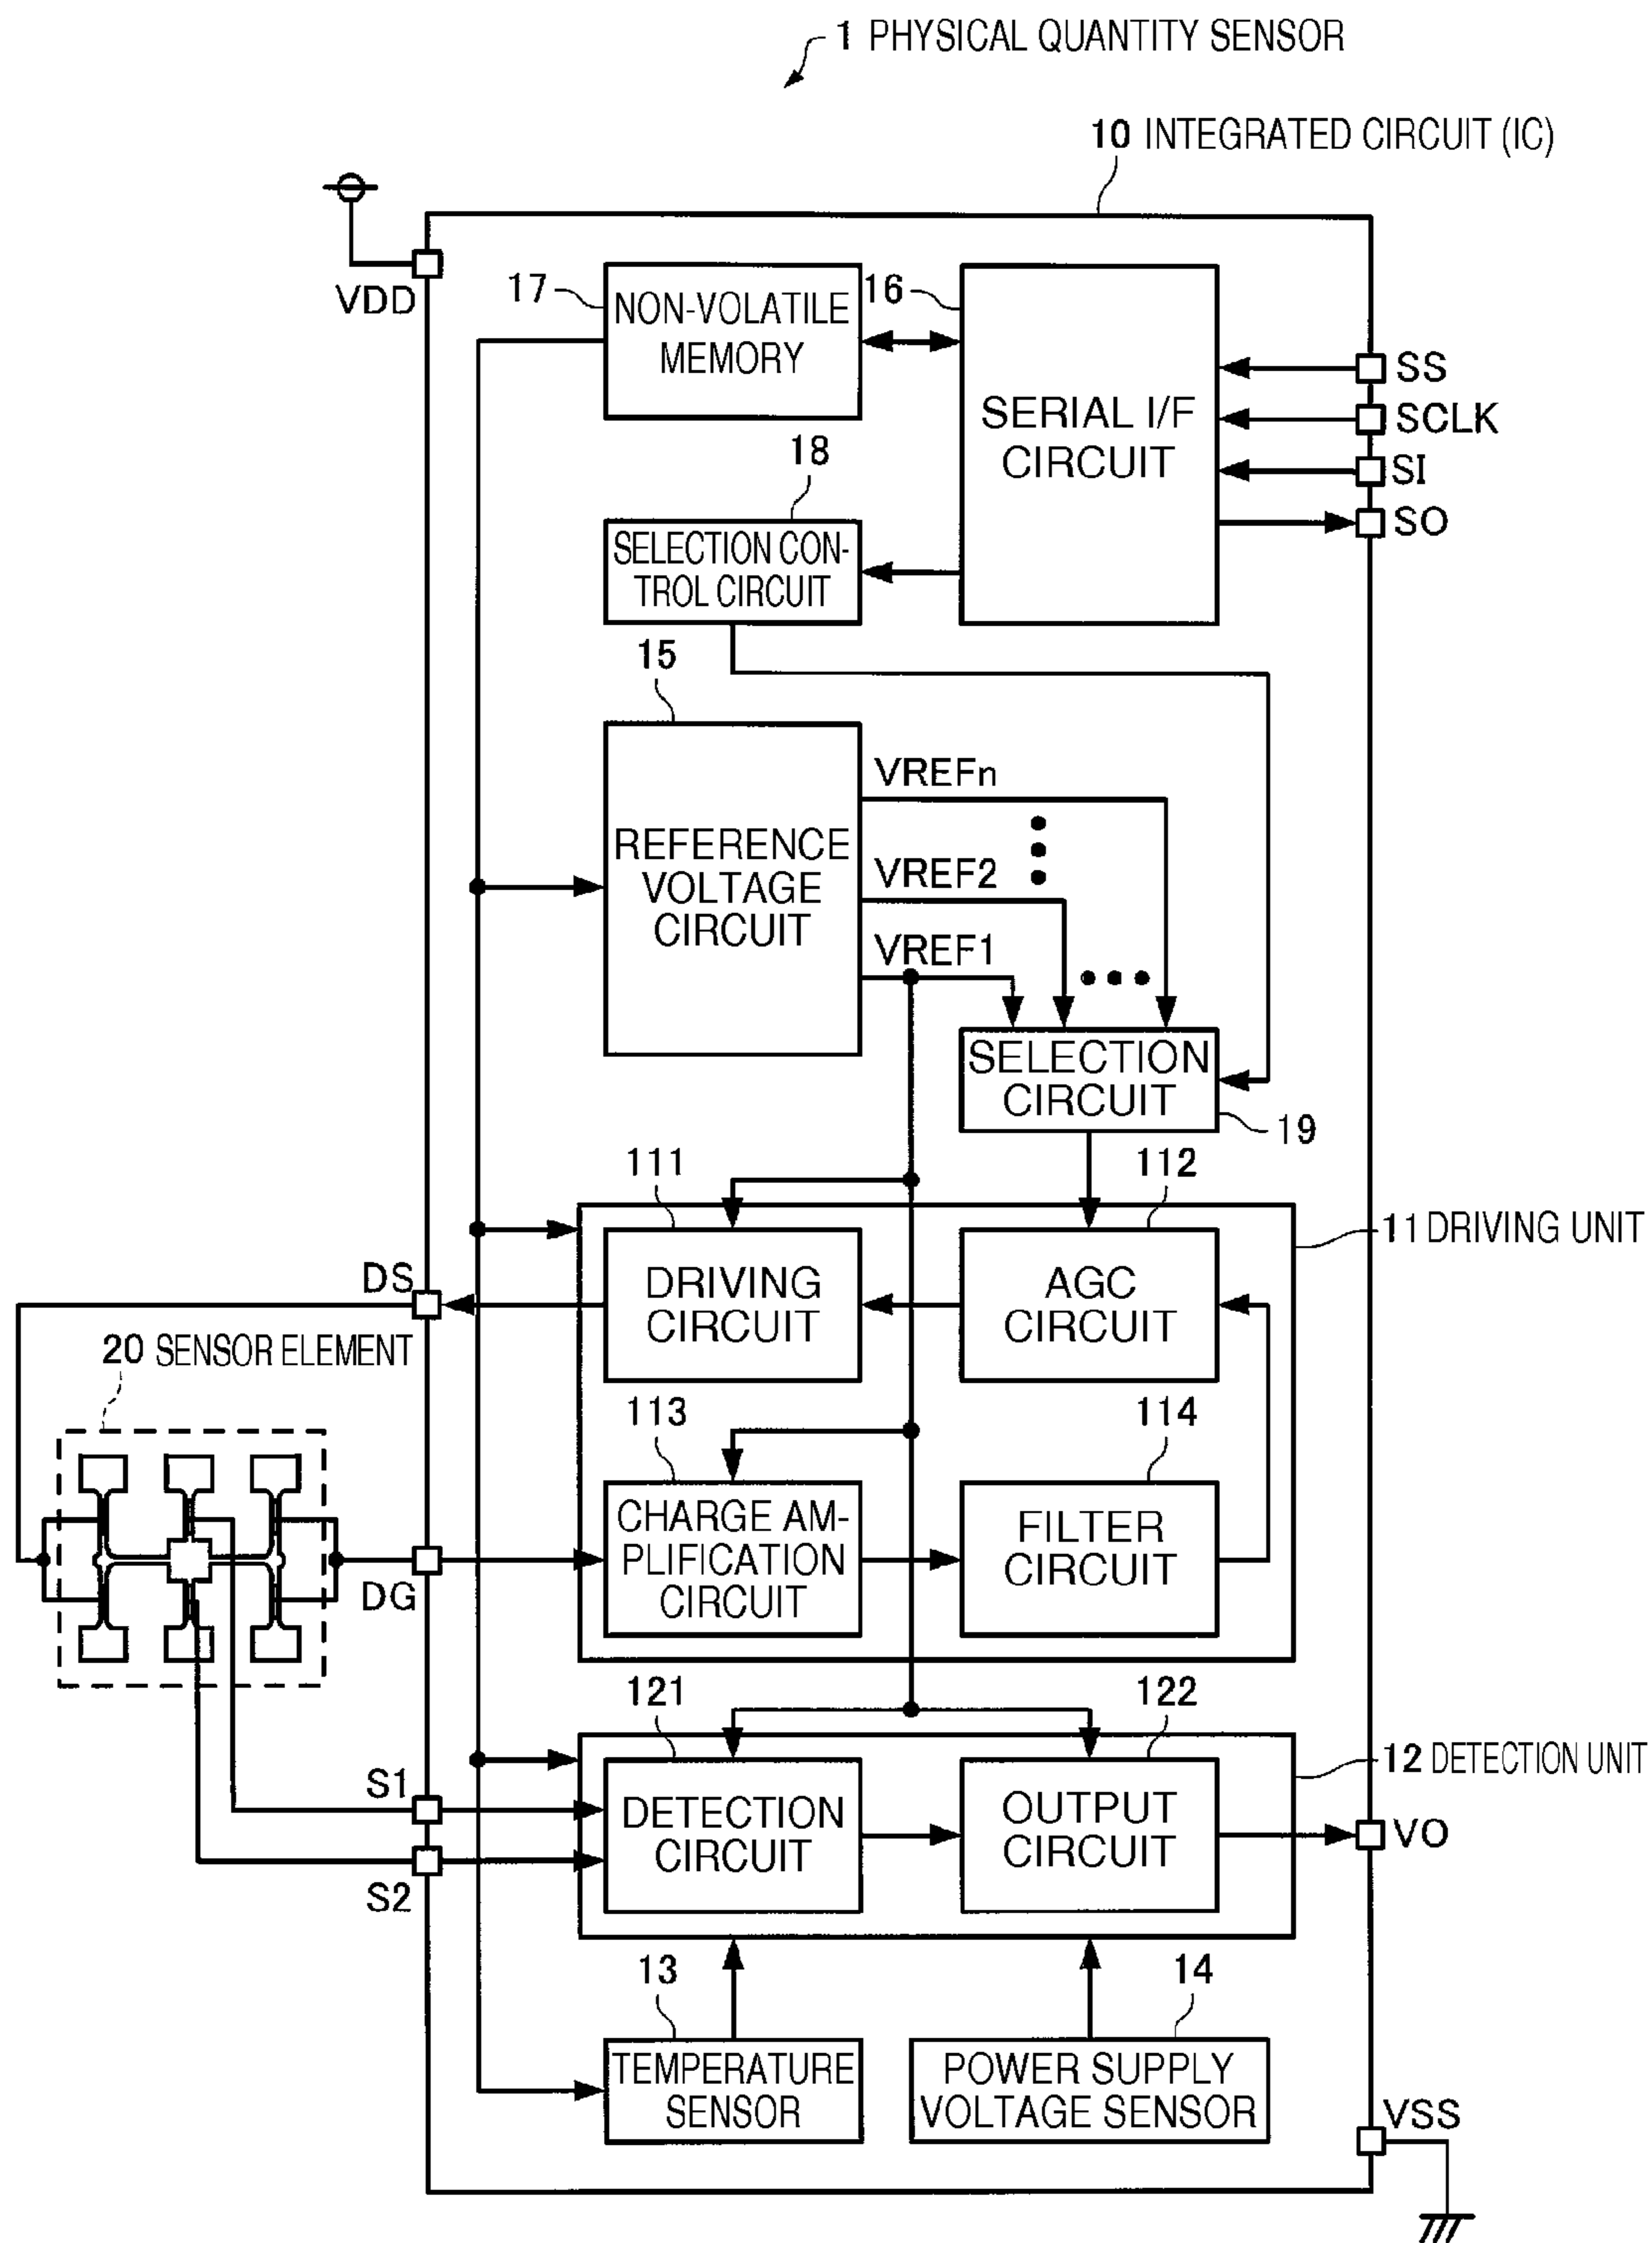 1 PHYSICAL QUANTITY SENSOR
10 INTEGRATED CIRCUIT (IC)
VDD
17
NON-VOLATILE
MEMORY
16
SERIAL I/F
CIRCUIT
SS
SCLK
SI
SO
18
SELECTION CON-
TROL CIRCUIT
15
REFERENCE
VOLTAGE
CIRCUIT
VREFn
VREF2
VREF1
SELECTION
CIRCUIT
19
111
112
11 DRIVING UNIT
DS
DRIVING
CIRCUIT
AGC
CIRCUIT
20 SENSOR ELEMENT
113
114
DG
CHARGE AM-
PLIFICATION
CIRCUIT
FILTER
CIRCUIT
121
122
12 DETECTION UNIT
S1
S2
DETECTION
CIRCUIT
OUTPUT
CIRCUIT
VO
13
14
TEMPERATURE
SENSOR
POWER SUPPLY
VOLTAGE SENSOR
VSS